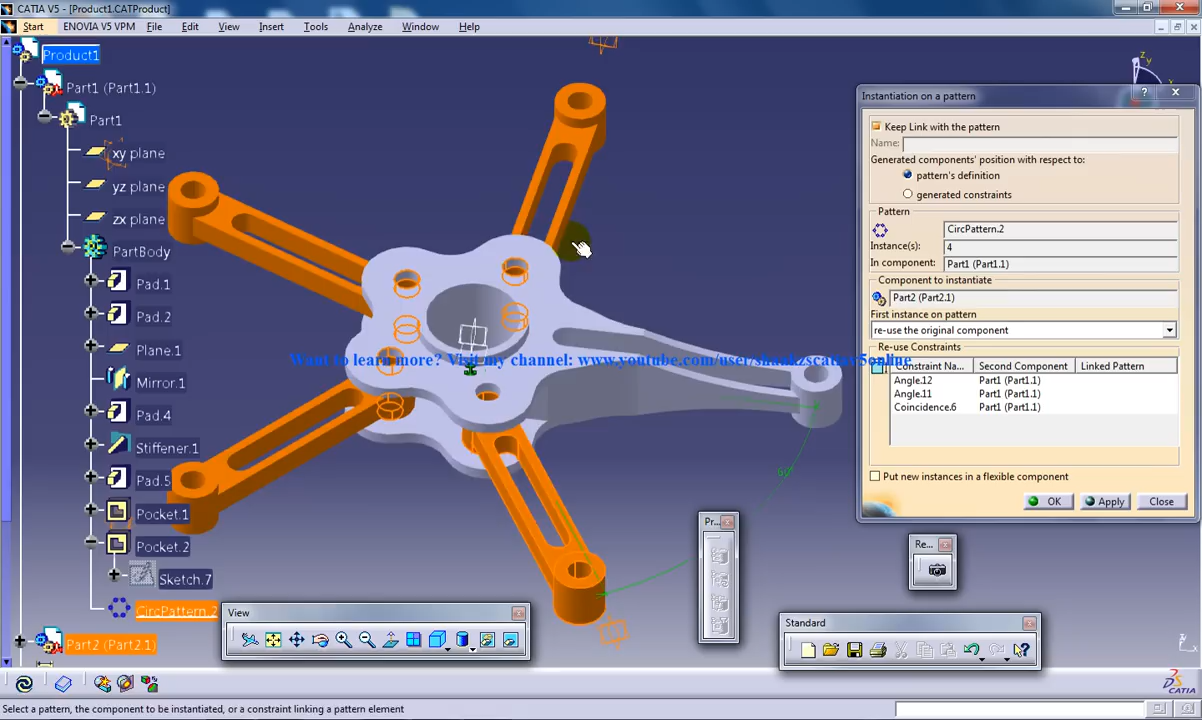 CATIA V5 - [Product1.CATProduct]
Start ENOVIA V5 VPM File Edit View Insert Tools Analyze Window Help
Product1
Part1 (Part1.1)
Part1
xy plane
yz plane
zx plane
PartBody
Pad.1
Pad.2
Plane.1
Mirror.1
Pad.4
Stiffener.1
Pad.5
Pocket.1
Pocket.2
Sketch.7
CircPattern.2
Part2 (Part2.1)
Want to learn more? Visit my channel: www.youtube.com/user/shaakzscattav5online
60
Instantiation on a pattern
Keep Link with the pattern
Name:
Generated components' position with respect to:
pattern's definition
generated constraints
Pattern
CircPattern.2
Instance(s): 4
In component: Part1 (Part1.1)
Component to instantiate
Part2 (Part2.1)
First instance on pattern
re-use the original component
Re-use Constraints
Constraint Na... Second Component Linked Pattern
Angle.12 Part1 (Part1.1)
Angle.11 Part1 (Part1.1)
Coincidence.6 Part1 (Part1.1)
Put new instances in a flexible component
OK Apply Close
Pr...
Re...
View
Standard
CATIA
Select a pattern, the component to be instantiated, or a constraint linking a pattern element